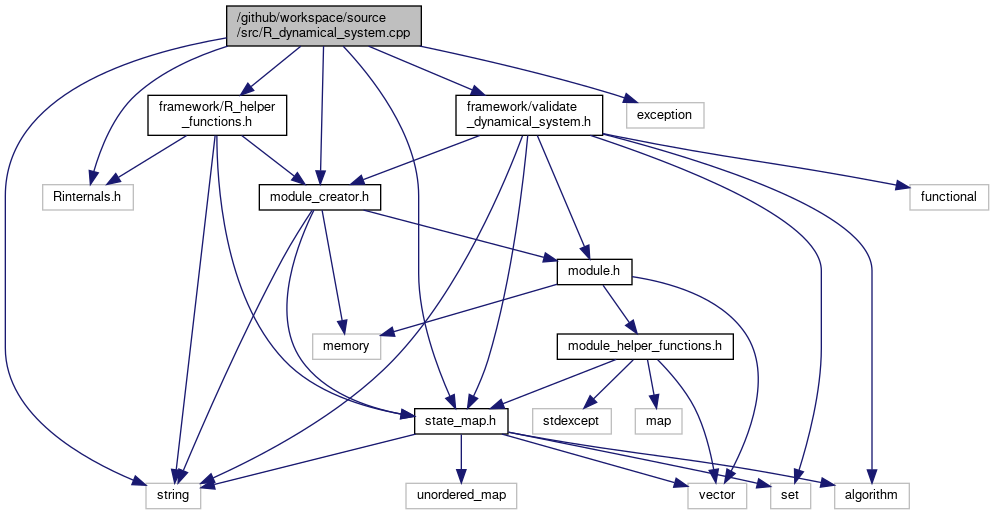 /github/workspace/source
/src/R_dynamical_system.cpp
framework/R_helper
_functions.h
framework/validate
_dynamical_system.h
exception
Rinternals.h
module_creator.h
functional
module.h
memory
module_helper_functions.h
state_map.h
stdexcept
map
string
unordered_map
vector
set
algorithm